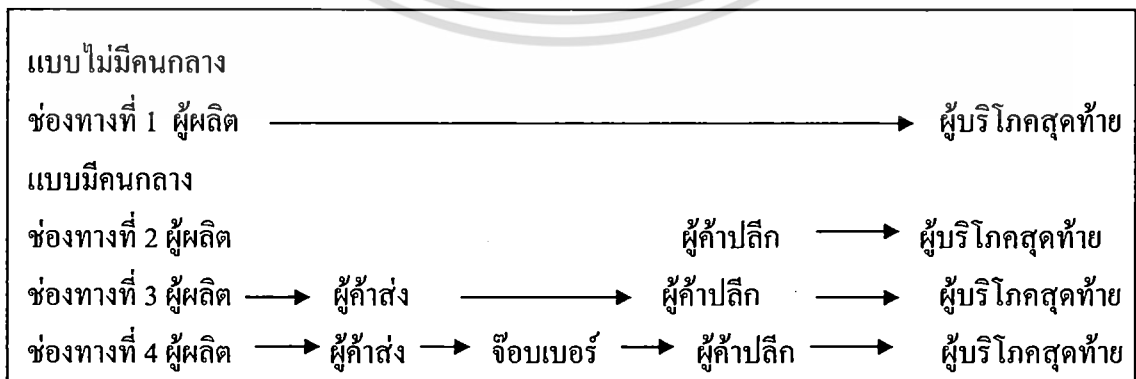 แบบไม่มีคนกลาง
ช่องทางที่ 1 ผู้ผลิต ⟶ ผู้บริโภคสุดท้าย
แบบมีคนกลาง
ช่องทางที่ 2 ผู้ผลิต ผู้ค้าปลีก ⟶ ผู้บริโภคสุดท้าย
ช่องทางที่ 3 ผู้ผลิต ⟶ ผู้ค้าส่ง ⟶ ผู้ค้าปลีก ⟶ ผู้บริโภคสุดท้าย
ช่องทางที่ 4 ผู้ผลิต ⟶ ผู้ค้าส่ง ⟶ จ๊อบเบอร์ ⟶ ผู้ค้าปลีก ⟶ ผู้บริโภคสุดท้าย